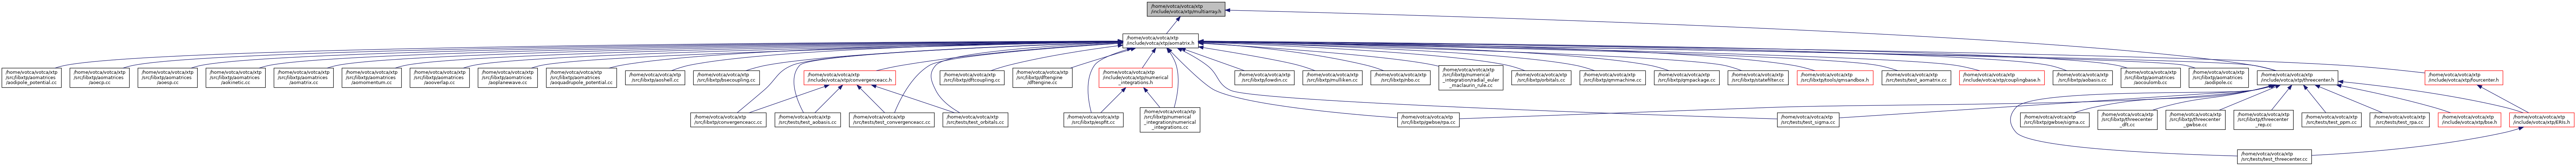 /home/votca/votca/xtp
/include/votca/xtp/multiarray.h
/home/votca/votca/xtp
/include/votca/xtp/aomatrix.h
/home/votca/votca/xtp
/src/libxtp/aomatrices
/aodipole_potential.cc
/home/votca/votca/xtp
/src/libxtp/aomatrices
/aoecp.cc
/home/votca/votca/xtp
/src/libxtp/aomatrices
/aoesp.cc
/home/votca/votca/xtp
/src/libxtp/aomatrices
/aokinetic.cc
/home/votca/votca/xtp
/src/libxtp/aomatrices
/aomatrix.cc
/home/votca/votca/xtp
/src/libxtp/aomatrices
/aomomentum.cc
/home/votca/votca/xtp
/src/libxtp/aomatrices
/aooverlap.cc
/home/votca/votca/xtp
/src/libxtp/aomatrices
/aoplanewave.cc
/home/votca/votca/xtp
/src/libxtp/aomatrices
/aoquadrupole_potential.cc
/home/votca/votca/xtp
/src/libxtp/aoshell.cc
/home/votca/votca/xtp
/src/libxtp/bsecoupling.cc
/home/votca/votca/xtp
/include/votca/xtp/convergenceacc.h
/home/votca/votca/xtp
/src/libxtp/dftcoupling.cc
/home/votca/votca/xtp
/src/libxtp/dftengine
/dftengine.cc
/home/votca/votca/xtp
/include/votca/xtp/numerical
_integrations.h
/home/votca/votca/xtp
/src/libxtp/lowdin.cc
/home/votca/votca/xtp
/src/libxtp/mulliken.cc
/home/votca/votca/xtp
/src/libxtp/nbo.cc
/home/votca/votca/xtp
/src/libxtp/numerical
_integration/radial_euler
_maclaurin_rule.cc
/home/votca/votca/xtp
/src/libxtp/orbitals.cc
/home/votca/votca/xtp
/src/libxtp/qmmachine.cc
/home/votca/votca/xtp
/src/libxtp/qmpackage.cc
/home/votca/votca/xtp
/src/libxtp/statefilter.cc
/home/votca/votca/xtp
/src/libxtp/tools/qmsandbox.h
/home/votca/votca/xtp
/src/tests/test_aomatrix.cc
/home/votca/votca/xtp
/include/votca/xtp/couplingbase.h
/home/votca/votca/xtp
/src/libxtp/aobasis.cc
/home/votca/votca/xtp
/src/libxtp/aomatrices
/aocoulomb.cc
/home/votca/votca/xtp
/src/libxtp/aomatrices
/aodipole.cc
/home/votca/votca/xtp
/include/votca/xtp/threecenter.h
/home/votca/votca/xtp
/include/votca/xtp/fourcenter.h
/home/votca/votca/xtp
/src/libxtp/convergenceacc.cc
/home/votca/votca/xtp
/src/tests/test_aobasis.cc
/home/votca/votca/xtp
/src/tests/test_convergenceacc.cc
/home/votca/votca/xtp
/src/tests/test_orbitals.cc
/home/votca/votca/xtp
/src/libxtp/espfit.cc
/home/votca/votca/xtp
/src/libxtp/numerical
_integration/numerical
_integrations.cc
/home/votca/votca/xtp
/src/libxtp/gwbse/rpa.cc
/home/votca/votca/xtp
/src/tests/test_sigma.cc
/home/votca/votca/xtp
/src/libxtp/gwbse/sigma.cc
/home/votca/votca/xtp
/src/libxtp/threecenter
_dft.cc
/home/votca/votca/xtp
/src/libxtp/threecenter
_gwbse.cc
/home/votca/votca/xtp
/src/libxtp/threecenter
_rep.cc
/home/votca/votca/xtp
/src/tests/test_ppm.cc
/home/votca/votca/xtp
/src/tests/test_rpa.cc
/home/votca/votca/xtp
/include/votca/xtp/bse.h
/home/votca/votca/xtp
/include/votca/xtp/ERIs.h
/home/votca/votca/xtp
/src/tests/test_threecenter.cc